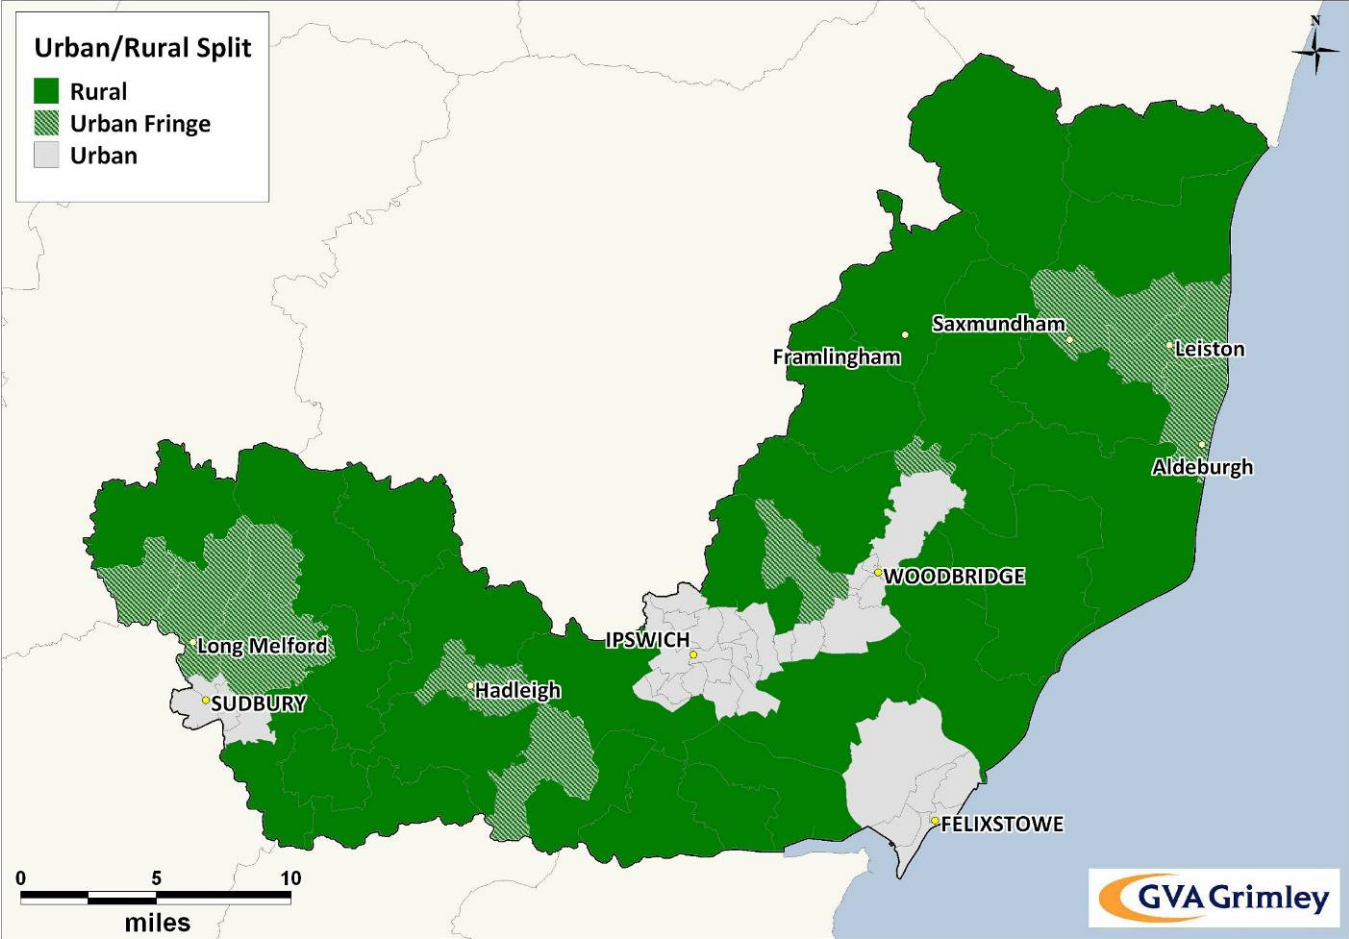 Urban/Rural Split
Rural
Urban Fringe
Urban
N
Saxmundham
Leiston
Framlingham
Aldeburgh
WOODBRIDGE
IPSWICH
Long Melford
Hadleigh
SUDBURY
FELIXSTOWE
0 5 10
miles
GVA Grimley